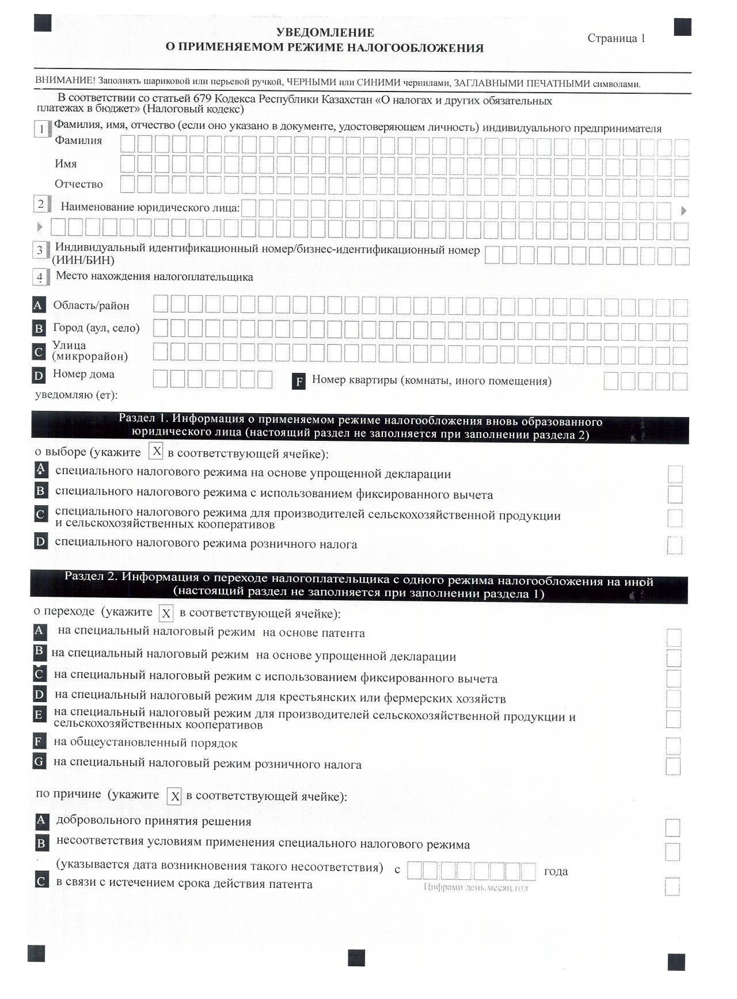 УВЕДОМЛЕНИЕ
О ПРИМЕНЯЕМОМ РЕЖИМЕ НАЛОГООБЛОЖЕНИЯ
Страница 1
ВНИМАНИЕ! Заполнять шариковой или перьевой ручкой, ЧЕРНЫМИ или СИНИМИ чернилами, ЗАГЛАВНЫМИ ПЕЧАТНЫМИ символами.
В соответствии со статьей 679 Кодекса Республики Казахстан «О налогах и других обязательных
платежах в бюджет» (Налоговый кодекс)
1 Фамилия, имя, отчество (если оно указано в документе, удостоверяющем личность) индивидуального предпринимателя
Фамилия
Имя
Отчество
2 Наименование юридического лица:
3 Индивидуальный идентификационный номер/бизнес-идентификационный номер
(ИИН/БИН)
4 Место нахождения налогоплательщика
A Область/район
B Город (аул, село)
C Улица
(микрорайон)
D Номер дома F Номер квартиры (комнаты, иного помещения)
уведомляю (ет):
Раздел 1. Информация о применяемом режиме налогообложения вновь образованного
юридического лица (настоящий раздел не заполняется при заполнении раздела 2)
о выборе (укажите X в соответствующей ячейке):
A специального налогового режима на основе упрощенной декларации
B специального налогового режима с использованием фиксированного вычета
C специального налогового режима для производителей сельскохозяйственной продукции
и сельскохозяйственных кооперативов
D специального налогового режима розничного налога
Раздел 2. Информация о переходе налогоплательщика с одного режима налогообложения на иной
(настоящий раздел не заполняется при заполнении раздела 1)
о переходе (укажите X в соответствующей ячейке):
A на специальный налоговый режим на основе патента
B на специальный налоговый режим на основе упрощенной декларации
C на специальный налоговый режим с использованием фиксированного вычета
D на специальный налоговый режим для крестьянских или фермерских хозяйств
E на специальный налоговый режим для производителей сельскохозяйственной продукции и
сельскохозяйственных кооперативов
F на общеустановленный порядок
G на специальный налоговый режим розничного налога
по причине (укажите X в соответствующей ячейке):
A добровольного принятия решения
B несоответствия условиям применения специального налогового режима
(указывается дата возникновения такого несоответствия) с года
C в связи с истечением срока действия патента
Цифрами день, месяц, год